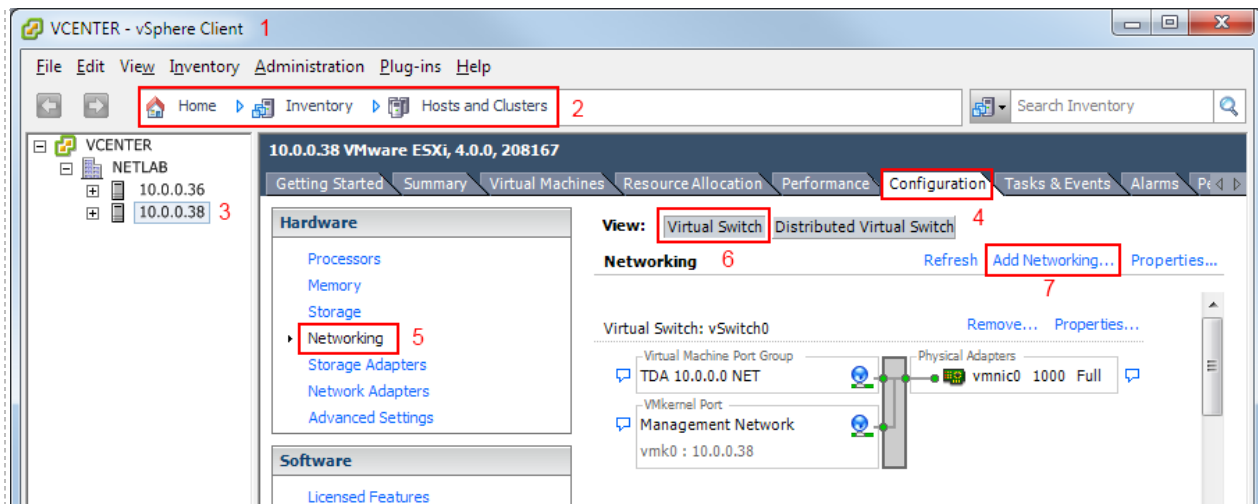 VCENTER - vSphere Client 1
File Edit View Inventory Administration Plug-ins Help
Home Inventory Hosts and Clusters 2 Search Inventory
VCENTER
NETLAB
10.0.0.36
10.0.0.38 3
10.0.0.38 VMware ESXi, 4.0.0, 208167
Getting Started Summary Virtual Machines Resource Allocation Performance Configuration Tasks & Events Alarms
4
Hardware
Processors
Memory
Storage
Networking 5
Storage Adapters
Network Adapters
Advanced Settings
Software
Licensed Features
View: Virtual Switch Distributed Virtual Switch
Networking 6 Refresh Add Networking... Properties...
7
Virtual Switch: vSwitch0 Remove... Properties...
Virtual Machine Port Group Physical Adapters
TDA 10.0.0.0 NET vmnic0 1000 Full
VMkernel Port
Management Network
vmk0 : 10.0.0.38